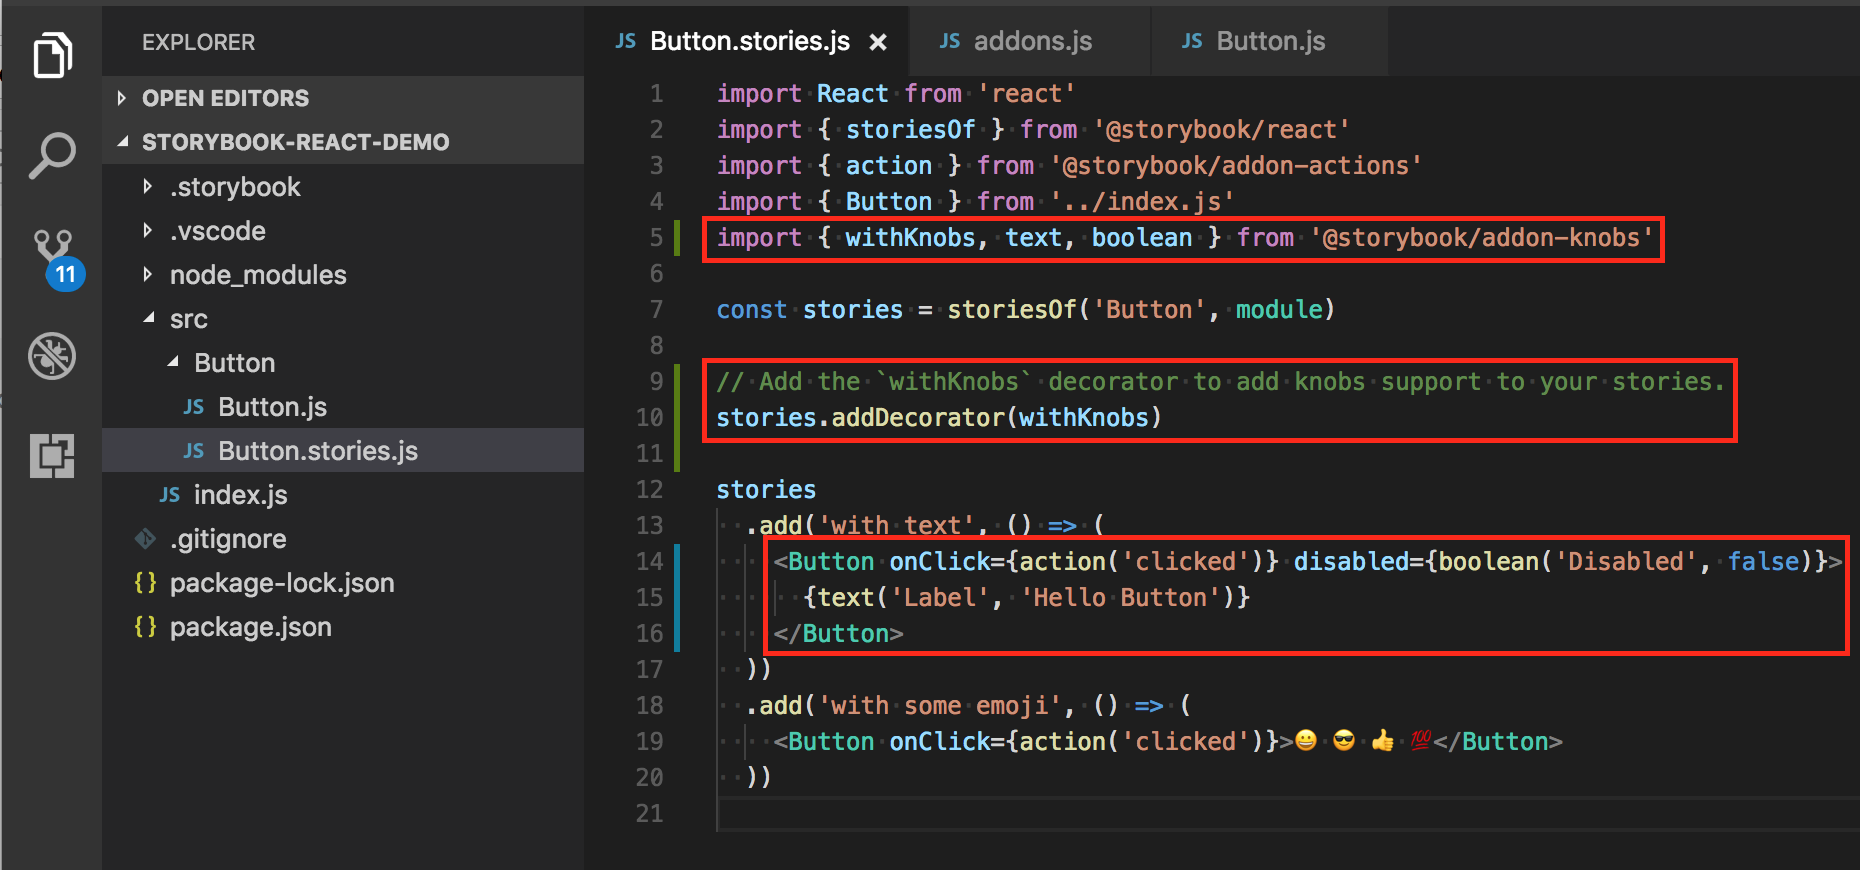 EXPLORER
OPEN EDITORS
STORYBOOK-REACT-DEMO
.storybook
.vscode
node_modules
src
Button
JS Button.js
JS Button.stories.js
JS index.js
.gitignore
{} package-lock.json
{} package.json
11
JS Button.stories.js ×
JS addons.js
JS Button.js
1 import React from 'react'
2 import { storiesOf } from '@storybook/react'
3 import { action } from '@storybook/addon-actions'
4 import { Button } from '../index.js'
5 import { withKnobs, text, boolean } from '@storybook/addon-knobs'
6
7 const stories = storiesOf('Button', module)
8
9 // Add the `withKnobs` decorator to add knobs support to your stories.
10 stories.addDecorator(withKnobs)
11
12 stories
13   .add('with text', () => (
14     <Button onClick={action('clicked')} disabled={boolean('Disabled', false)}>
15       {text('Label', 'Hello Button')}
16     </Button>
17   ))
18   .add('with some emoji', () => (
19     <Button onClick={action('clicked')}>😀 😎 👍 💯</Button>
20   ))
21